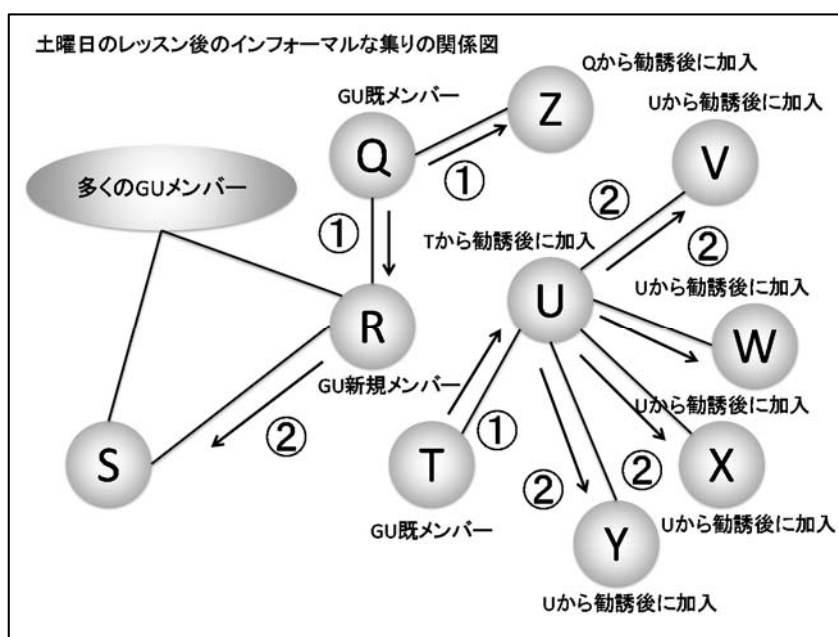 土曜日のレッスン後のインフォーマルな集りの関係図
Qから勧誘後に加入
GU既メンバー
Z
Uから勧誘後に加入
Q
①
V
多くのGUメンバー
①
②
Tから勧誘後に加入
②
Uから勧誘後に加入
U
R
W
GU新規メンバー
Uから勧誘後に加入
②
①
S
T
X
②
②
GU既メンバー
Uから勧誘後に加入
Y
Uから勧誘後に加入